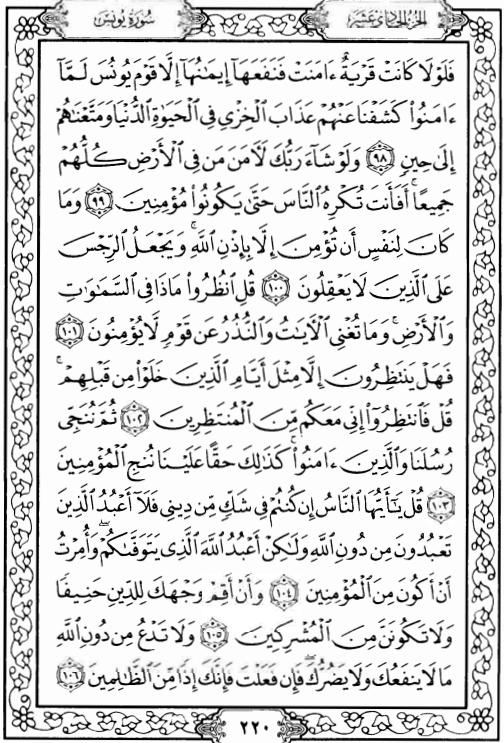 الجزء الحادي عشر
سورة يونس
فَلَوْلَا كَانَتْ قَرْيَةٌ ءَامَنَتْ فَنَفَعَهَآ إِيمَٰنُهَآ إِلَّا قَوْمَ يُونُسَ لَمَّآ
ءَامَنُوا۟ كَشَفْنَا عَنْهُمْ عَذَابَ ٱلْخِزْىِ فِى ٱلْحَيَوٰةِ ٱلدُّنْيَا وَمَتَّعْنَٰهُمْ
إِلَىٰ حِينٍ ٩٨ وَلَوْ شَآءَ رَبُّكَ لَءَامَنَ مَن فِى ٱلْأَرْضِ كُلُّهُمْ
جَمِيعًا ۚ أَفَأَنتَ تُكْرِهُ ٱلنَّاسَ حَتَّىٰ يَكُونُوا۟ مُؤْمِنِينَ ٩٩ وَمَا
كَانَ لِنَفْسٍ أَن تُؤْمِنَ إِلَّا بِإِذْنِ ٱللَّهِ ۚ وَيَجْعَلُ ٱلرِّجْسَ
عَلَى ٱلَّذِينَ لَا يَعْقِلُونَ ١٠٠ قُلِ ٱنظُرُوا۟ مَاذَا فِى ٱلسَّمَٰوَٰتِ
وَٱلْأَرْضِ ۚ وَمَا تُغْنِى ٱلْءَايَٰتُ وَٱلنُّذُرُ عَن قَوْمٍ لَّا يُؤْمِنُونَ ١٠١
فَهَلْ يَنتَظِرُونَ إِلَّا مِثْلَ أَيَّامِ ٱلَّذِينَ خَلَوْا۟ مِن قَبْلِهِمْ ۚ
قُلْ فَٱنتَظِرُوٓا۟ إِنِّى مَعَكُم مِّنَ ٱلْمُنتَظِرِينَ ١٠٢ ثُمَّ نُنَجِّى
رُسُلَنَا وَٱلَّذِينَ ءَامَنُوا۟ ۚ كَذَٰلِكَ حَقًّا عَلَيْنَا نُنجِ ٱلْمُؤْمِنِينَ
١٠٣ قُلْ يَٰٓأَيُّهَا ٱلنَّاسُ إِن كُنتُمْ فِى شَكٍّ مِّن دِينِى فَلَآ أَعْبُدُ ٱلَّذِينَ
تَعْبُدُونَ مِن دُونِ ٱللَّهِ وَلَٰكِنْ أَعْبُدُ ٱللَّهَ ٱلَّذِى يَتَوَفَّىٰكُمْ ۖ وَأُمِرْتُ
أَنْ أَكُونَ مِنَ ٱلْمُؤْمِنِينَ ١٠٤ وَأَنْ أَقِمْ وَجْهَكَ لِلدِّينِ حَنِيفًا
وَلَا تَكُونَنَّ مِنَ ٱلْمُشْرِكِينَ ١٠٥ وَلَا تَدْعُ مِن دُونِ ٱللَّهِ
مَا لَا يَنفَعُكَ وَلَا يَضُرُّكَ ۖ فَإِن فَعَلْتَ فَإِنَّكَ إِذًا مِّنَ ٱلظَّٰلِمِينَ ١٠٦
٢٢٠